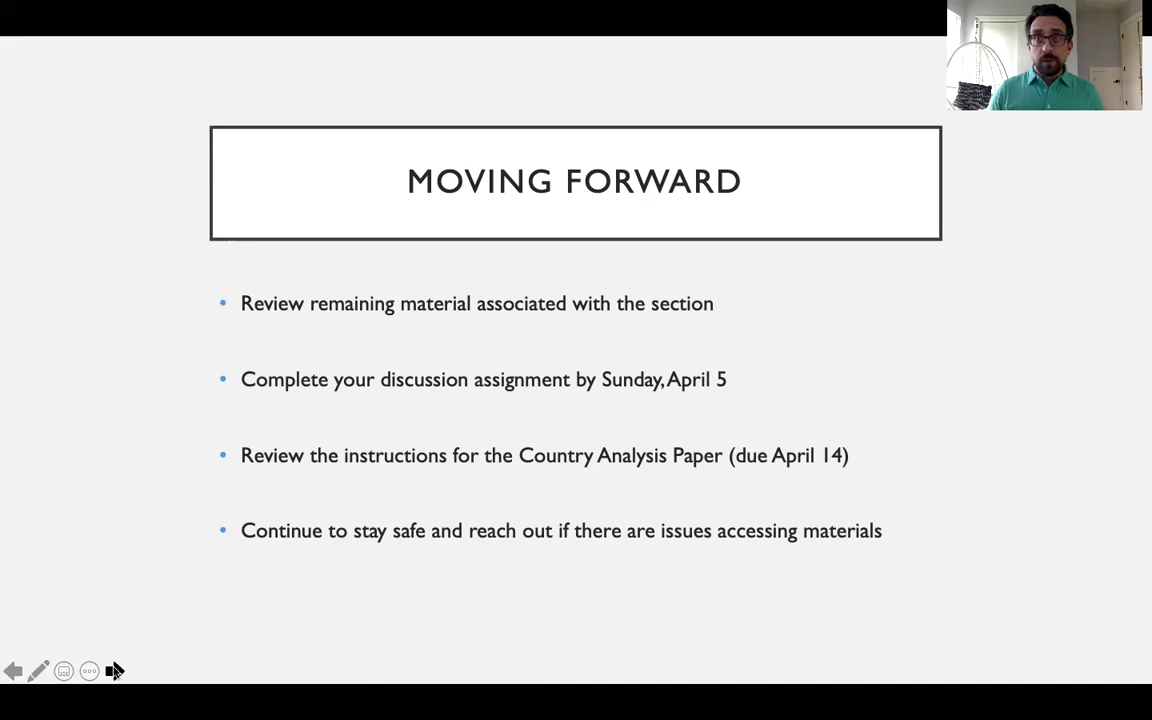 MOVING FORWARD
• Review remaining material associated with the section
• Complete your discussion assignment by Sunday, April 5
• Review the instructions for the Country Analysis Paper (due April 14)
• Continue to stay safe and reach out if there are issues accessing materials